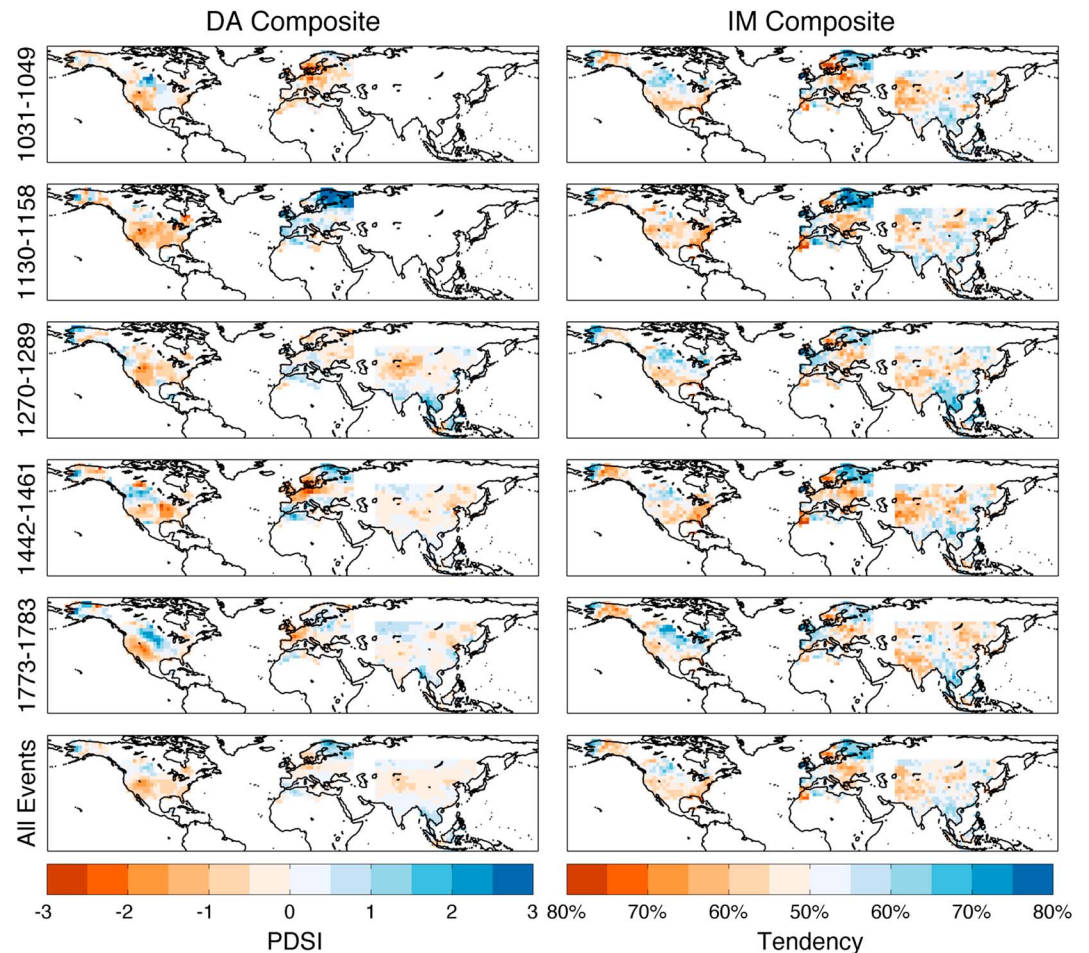 DA Composite IM Composite
1031-1049
1130-1158
1270-1289
1442-1461
1773-1783
All Events
-3 -2 -1 0 1 2 3 80% 70% 60% 50% 60% 70% 80%
PDSI Tendency